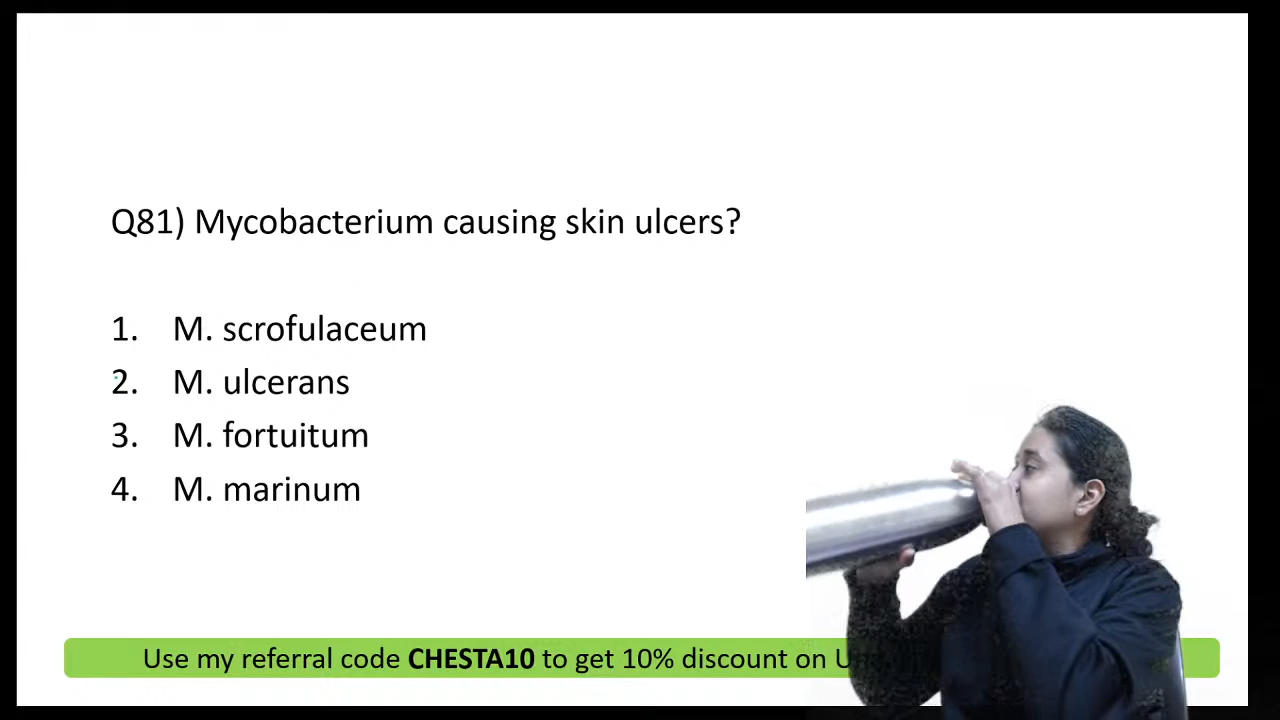 Q81) Mycobacterium causing skin ulcers?
1. M. scrofulaceum
2. M. ulcerans
3. M. fortuitum
4. M. marinum
Use my referral code CHESTA10 to get 10% discount on